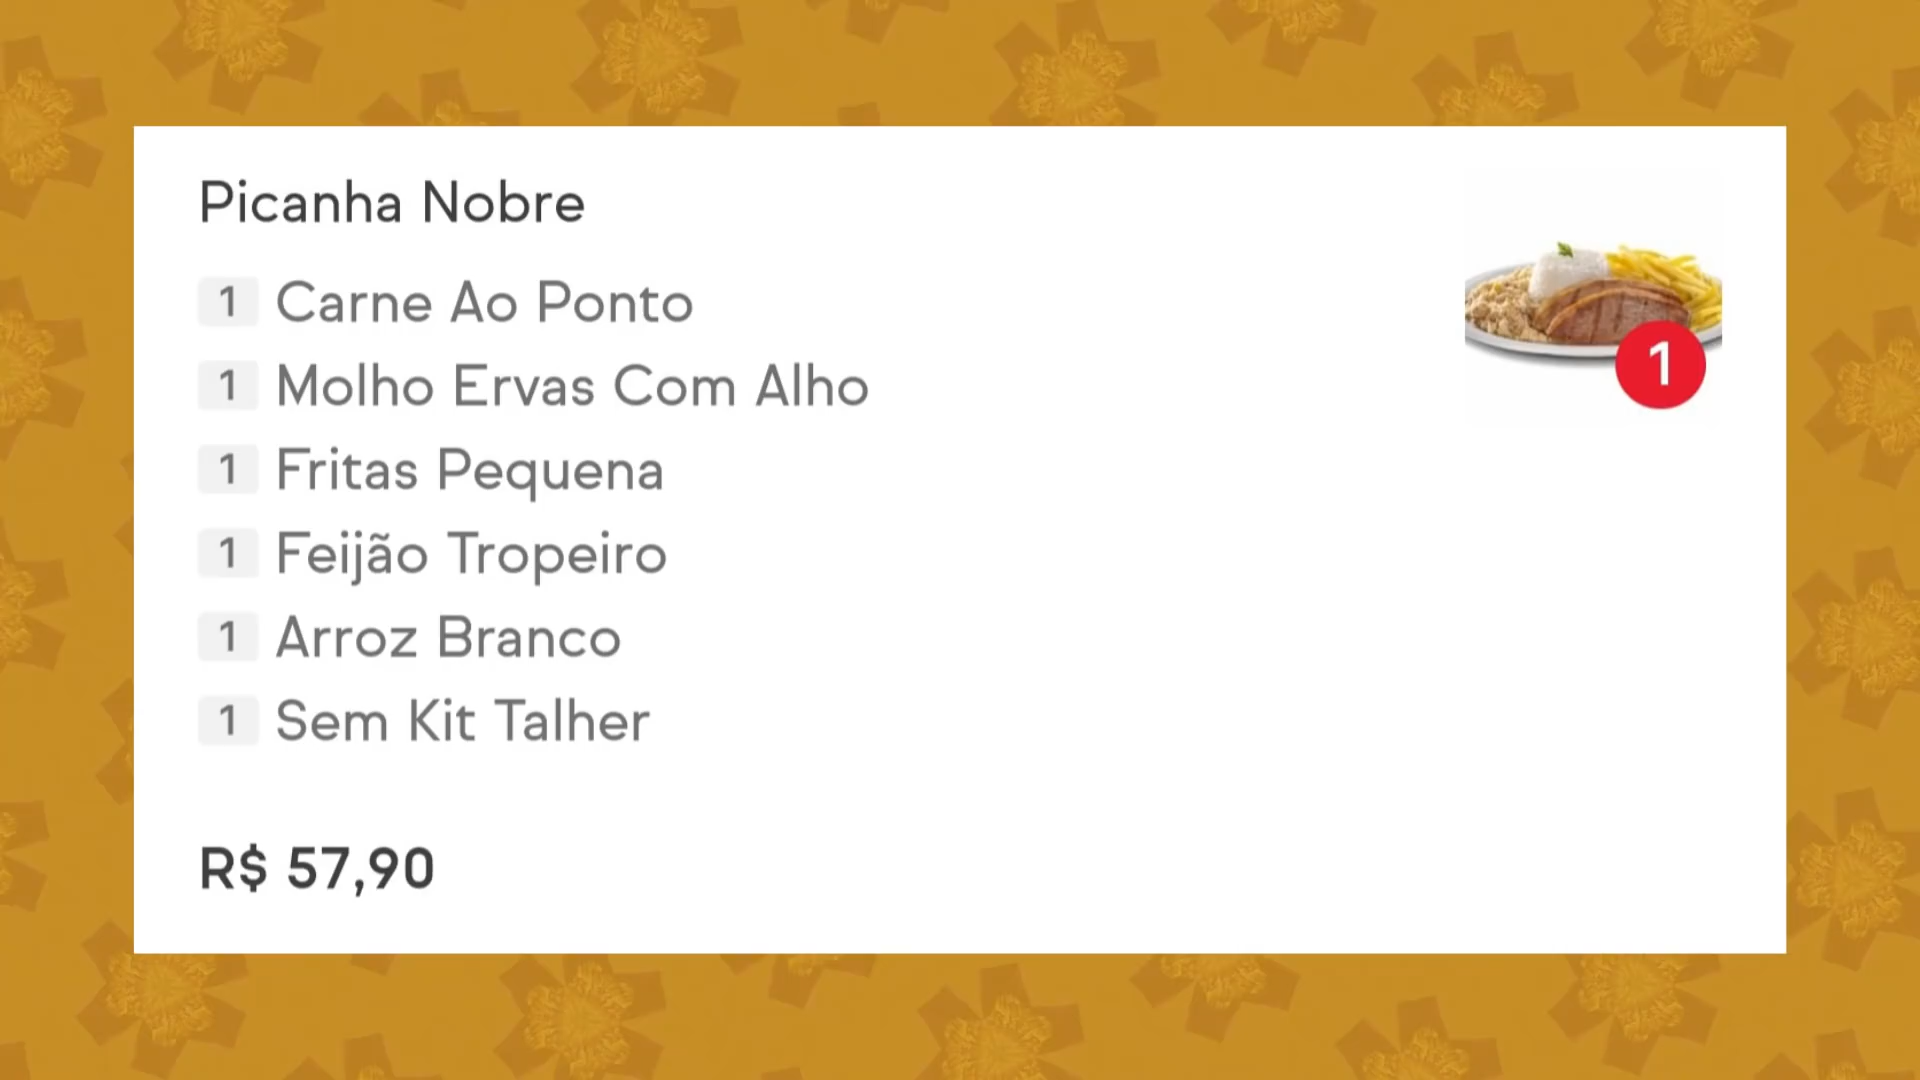 Picanha Nobre
1 Carne Ao Ponto
1 Molho Ervas Com Alho
1 Fritas Pequena
1 Feijão Tropeiro
1 Arroz Branco
1 Sem Kit Talher
1
R$ 57,90